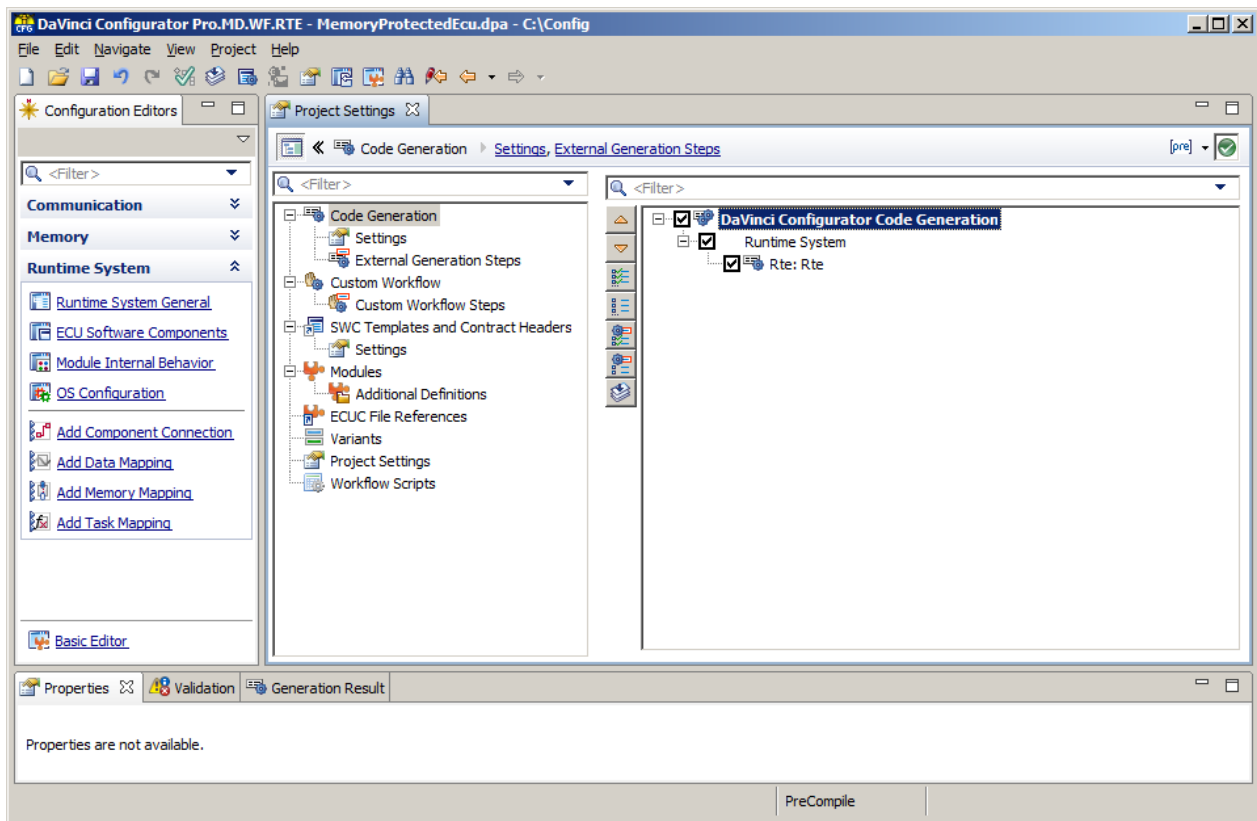 DaVinci Configurator Pro.MD.WF.RTE - MemoryProtectedEcu.dpa - C:\Config
File Edit Navigate View Project Help
Configuration Editors
<Filter>
Communication
Memory
Runtime System
Runtime System General
ECU Software Components
Module Internal Behavior
OS Configuration
Add Component Connection
Add Data Mapping
Add Memory Mapping
Add Task Mapping
Basic Editor
Project Settings
Code Generation Settings, External Generation Steps
[pre]
<Filter>
Code Generation
Settings
External Generation Steps
Custom Workflow
Custom Workflow Steps
SWC Templates and Contract Headers
Settings
Modules
Additional Definitions
ECUC File References
Variants
Project Settings
Workflow Scripts
<Filter>
DaVinci Configurator Code Generation
Runtime System
Rte: Rte
Properties Validation Generation Result
Properties are not available.
PreCompile